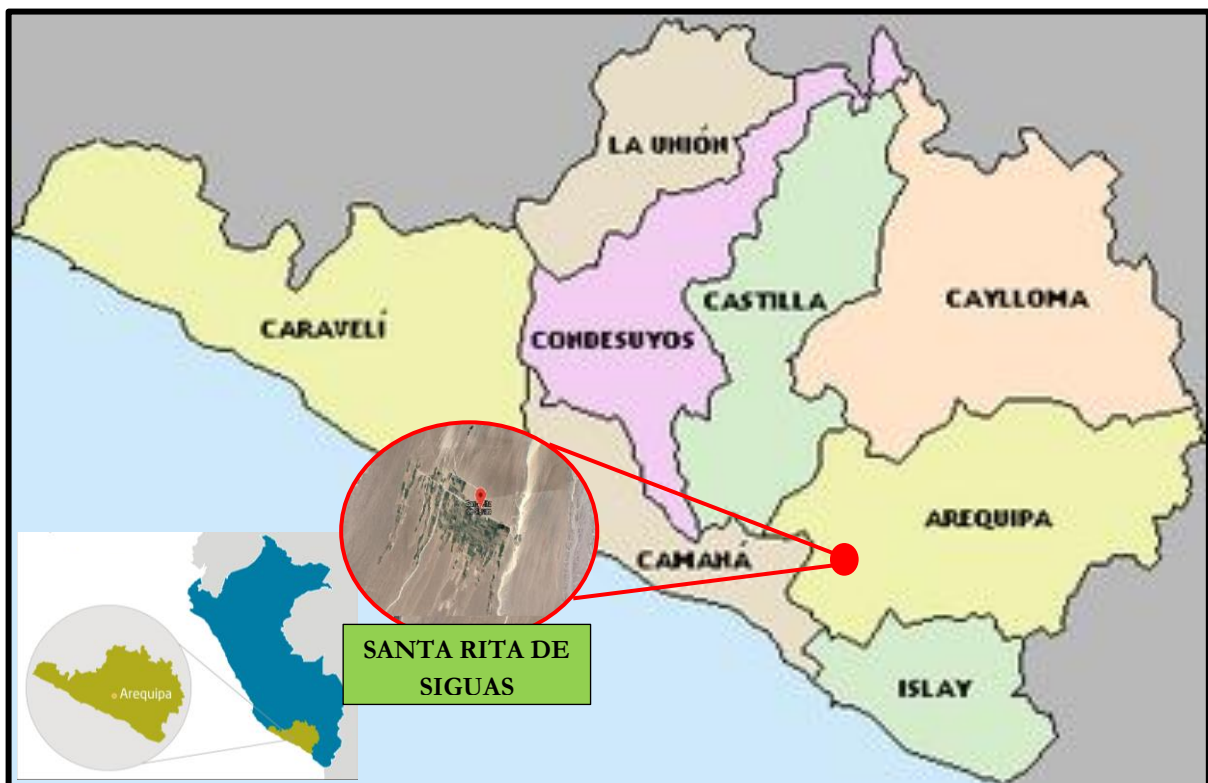 LA UNIÓN
CASTILLA
CAYLLOMA
CARAVELÍ
CONDESUYOS
AREQUIPA
CAMANÁ
SANTA RITA DE
SIGUAS
ISLAY
Arequipa